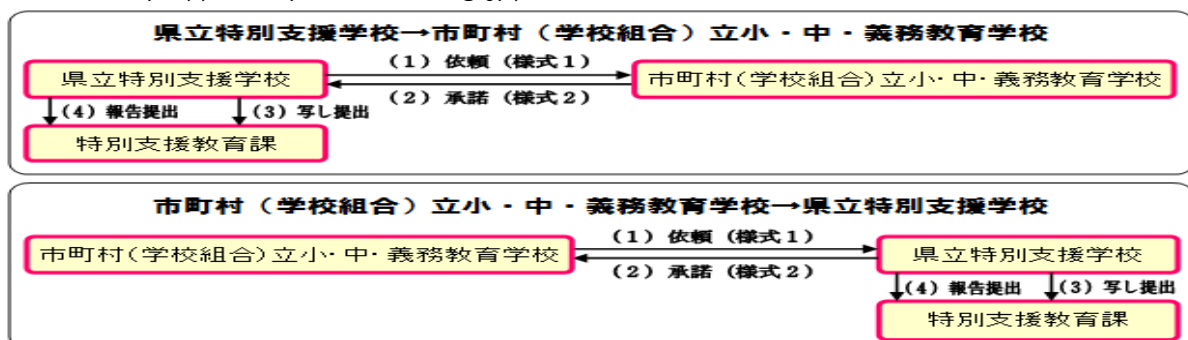 県立特別支援学校→市町村（学校組合）立小・中・義務教育学校
（１）依頼（様式１）
県立特別支援学校
市町村（学校組合）立小・中・義務教育学校
（２）承諾（様式２）
（４）報告提出
（３）写し提出
特別支援教育課
市町村（学校組合）立小・中・義務教育学校→県立特別支援学校
（１）依頼（様式１）
市町村（学校組合）立小・中・義務教育学校
県立特別支援学校
（２）承諾（様式２）
（４）報告提出
（３）写し提出
特別支援教育課